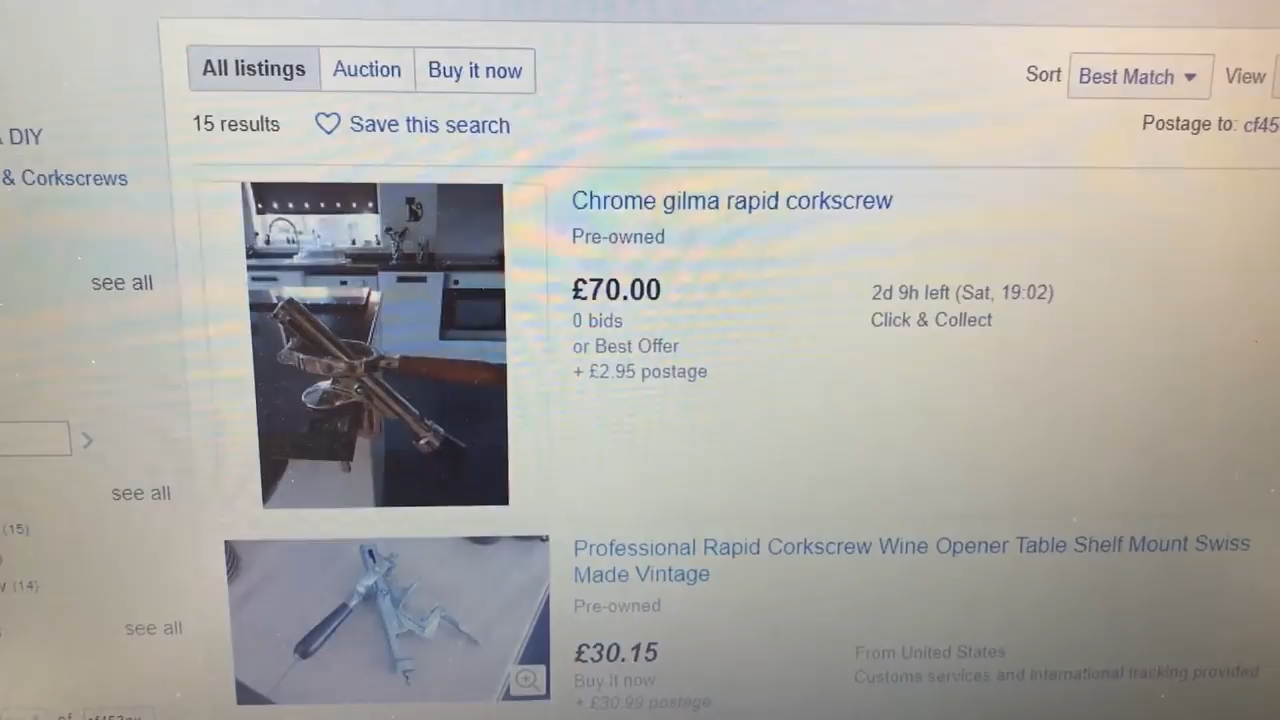 All listings
Auction
Buy it now
Sort
Best Match
View
15 results
Save this search
Postage to: cf45
DIY
& Corkscrews
see all
see all
(15)
(14)
see all
Chrome gilma rapid corkscrew
Pre-owned
£70.00
0 bids
or Best Offer
+ £2.95 postage
2d 9h left (Sat, 19:02)
Click & Collect
Professional Rapid Corkscrew Wine Opener Table Shelf Mount Swiss
Made Vintage
Pre-owned
£30.15
Buy it now
+ £30.99 postage
From United States
Customs services and international tracking provided